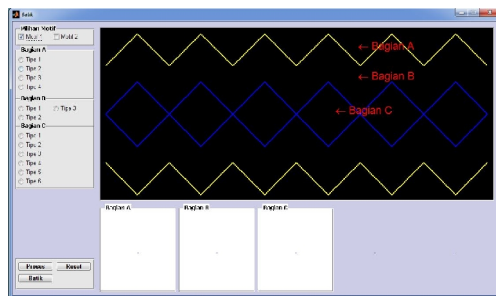 Batik
Pilihan Motif
Motif 1 Motif 2
Bagian A
Tipe 1
Tipe 2
Tipe 3
Tipe 4
Bagian B
Tipe 1 Tipe 3
Tipe 2
Bagian C
Tipe 1
Tipe 2
Tipe 3
Tipe 4
Tipe 5
Tipe 6
Proses Reset
Batik
← Bagian A
← Bagian B
← Bagian C
Bagian A Bagian B Bagian C